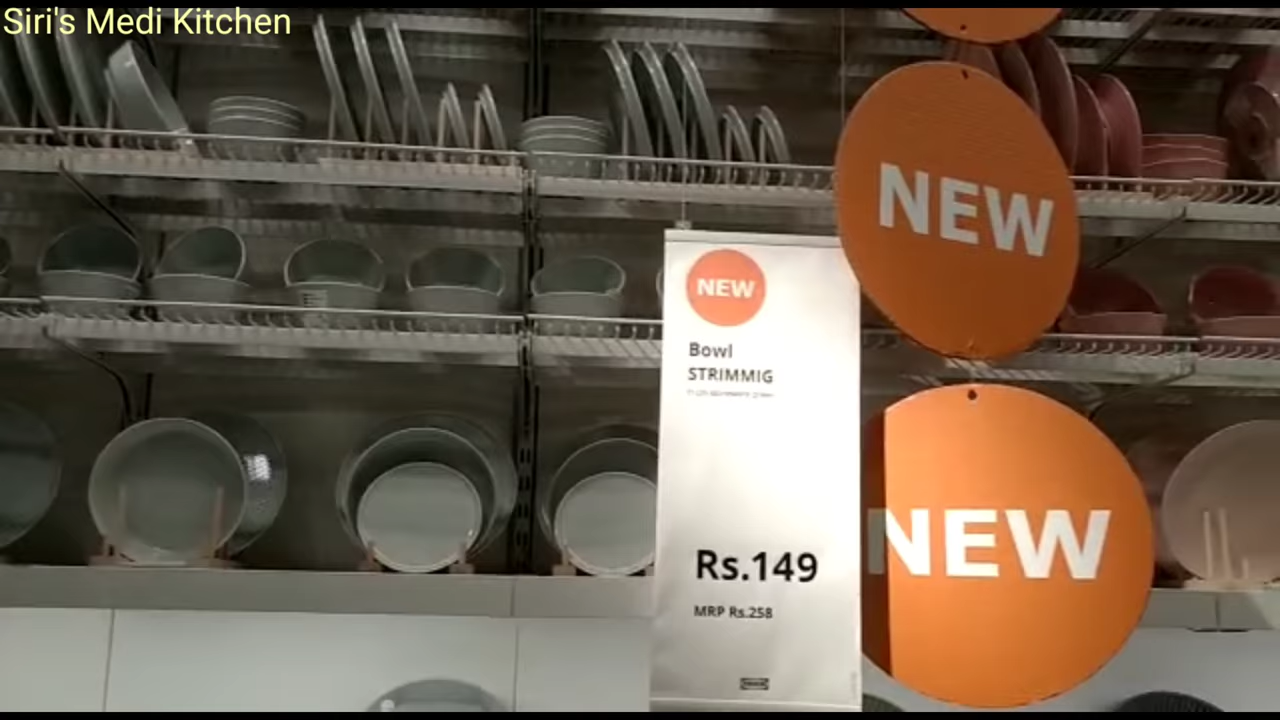 Siri's Medi Kitchen
NEW
NEW
Bowl
STRIMMIG
Rs.149
MRP Rs.258
NEW